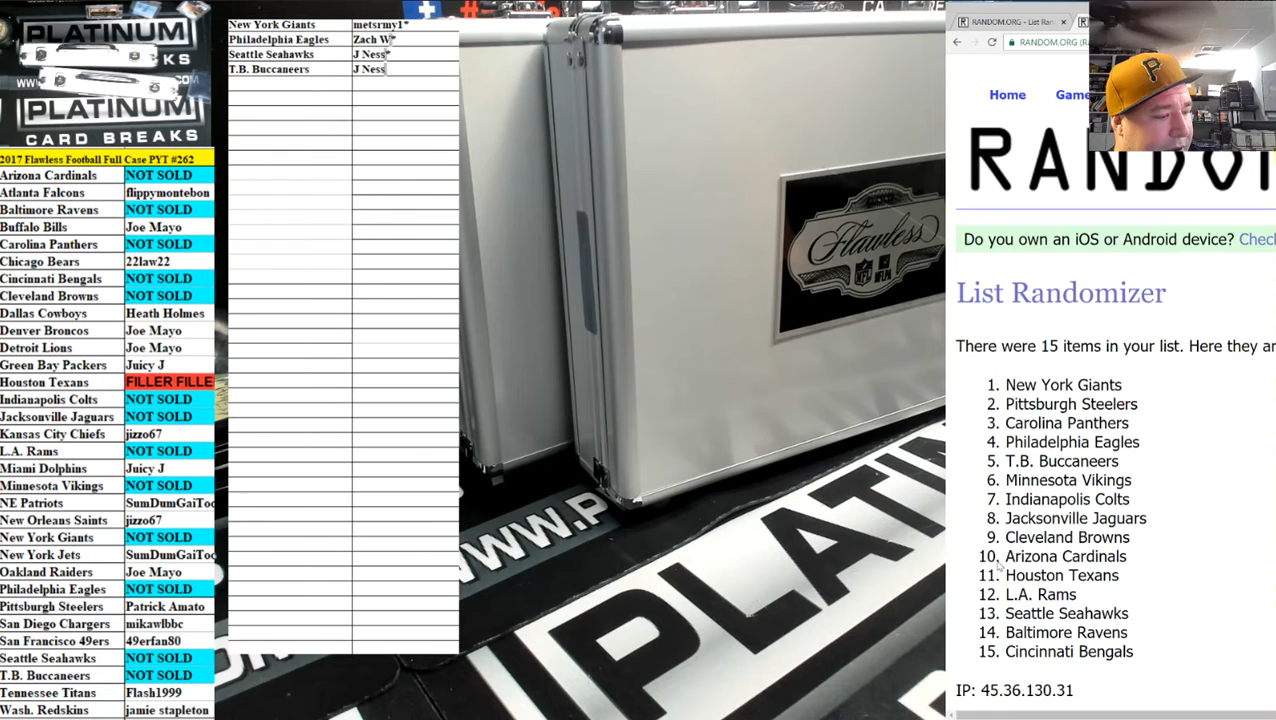 PLATINUM
KS
WWW
COM
PLATINUM
CARD BREAKS
2017 Flawless Football Full Case PYT #262
Arizona Cardinals NOT SOLD
Atlanta Falcons flippymontebon
Baltimore Ravens NOT SOLD
Buffalo Bills Joe Mayo
Carolina Panthers NOT SOLD
Chicago Bears 22law22
Cincinnati Bengals NOT SOLD
Cleveland Browns NOT SOLD
Dallas Cowboys Heath Holmes
Denver Broncos Joe Mayo
Detroit Lions Joe Mayo
Green Bay Packers Juicy J
Houston Texans FILLER FILLE
Indianapolis Colts NOT SOLD
Jacksonville Jaguars NOT SOLD
Kansas City Chiefs jizzo67
L.A. Rams NOT SOLD
Miami Dolphins Juicy J
Minnesota Vikings NOT SOLD
NE Patriots SumDumGaiToo
New Orleans Saints jizzo67
New York Giants NOT SOLD
New York Jets SumDumGaiToo
Oakland Raiders Joe Mayo
Philadelphia Eagles NOT SOLD
Pittsburgh Steelers Patrick Amato
San Diego Chargers mikawlbbc
San Francisco 49ers 49erfan80
Seattle Seahawks NOT SOLD
T.B. Buccaneers NOT SOLD
Tennessee Titans Flash1999
Wash. Redskins jamie stapleton
New York Giants metsrmy1*
Philadelphia Eagles Zach W*
Seattle Seahawks J Ness*
T.B. Buccaneers J Ness
Flawless
NFL NFLPA
WWW.P
PLATINUM
RANDOM.ORG - List Ran
RANDOM.ORG (R
P
Home Game
RANDO
Do you own an iOS or Android device? Check
List Randomizer
There were 15 items in your list. Here they ar
1. New York Giants
2. Pittsburgh Steelers
3. Carolina Panthers
4. Philadelphia Eagles
5. T.B. Buccaneers
6. Minnesota Vikings
7. Indianapolis Colts
8. Jacksonville Jaguars
9. Cleveland Browns
10. Arizona Cardinals
11. Houston Texans
12. L.A. Rams
13. Seattle Seahawks
14. Baltimore Ravens
15. Cincinnati Bengals
IP: 45.36.130.31